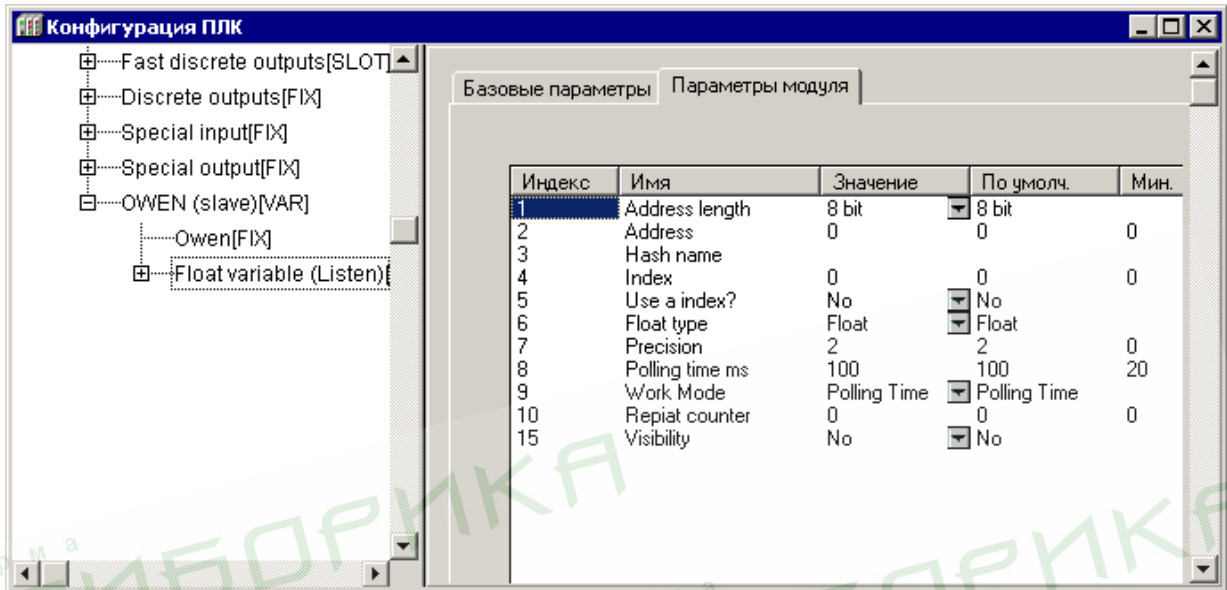 Конфигурация ПЛК
Fast discrete outputs[SLOT]
Discrete outputs[FIX]
Special input[FIX]
Special output[FIX]
OWEN (slave)[VAR]
Owen[FIX]
Float variable (Listen)[
Базовые параметры Параметры модуля
Индекс Имя Значение По умолч. Мин.
1 Address length 8 bit 8 bit
2 Address 0 0 0
3 Hash name
4 Index 0 0 0
5 Use a index? No No
6 Float type Float Float
7 Precision 2 2 0
8 Polling time ms 100 100 20
9 Work Mode Polling Time Polling Time
10 Repiat counter 0 0 0
15 Visibility No No